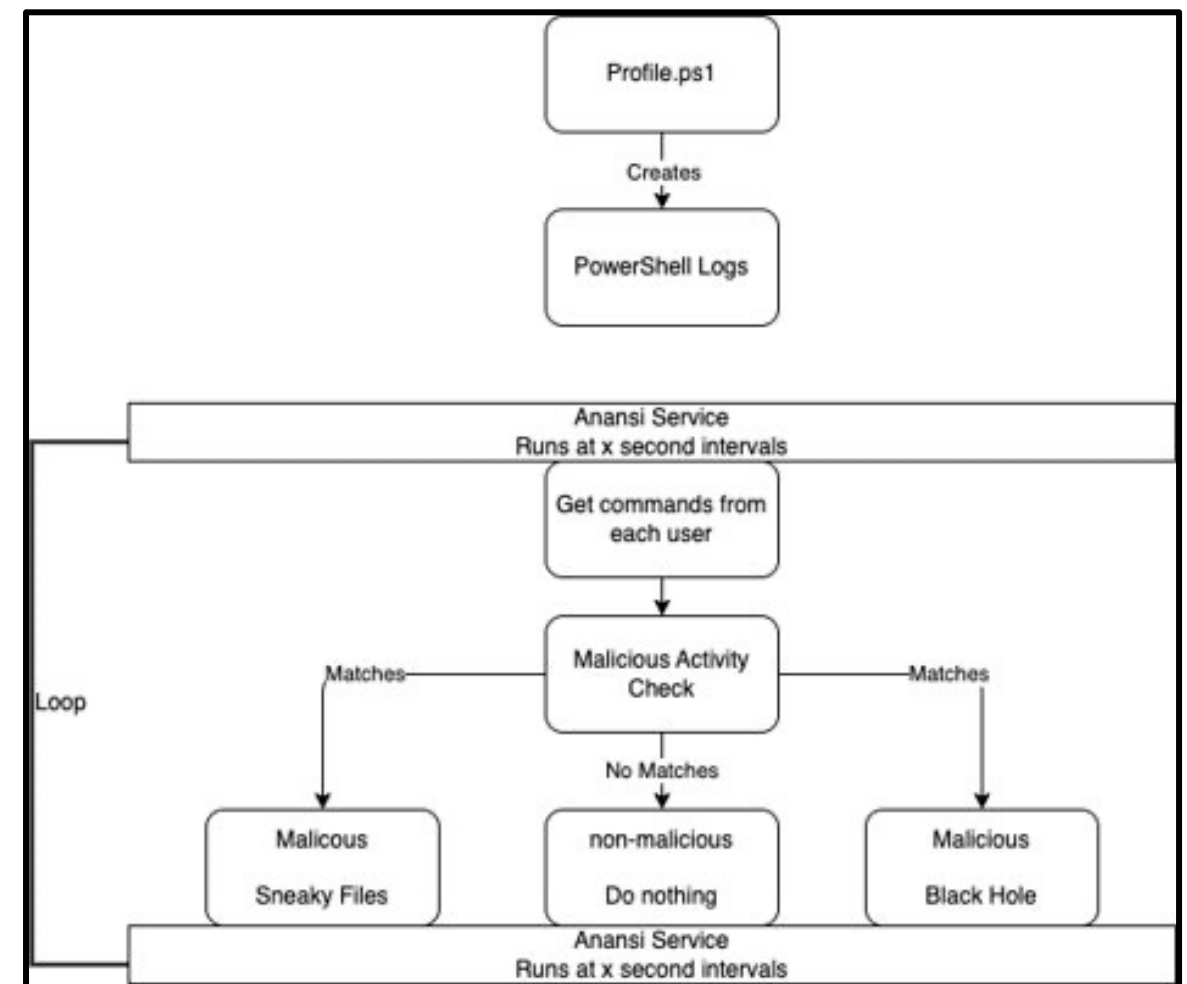 Profile.ps1
Creates
PowerShell Logs
Anansi Service
Runs at x second intervals
Get commands from
each user
Malicious Activity
Check
Matches
Matches
Loop
No Matches
Malicous
Sneaky Files
non-malicious
Do nothing
Malicious
Black Hole
Anansi Service
Runs at x second intervals